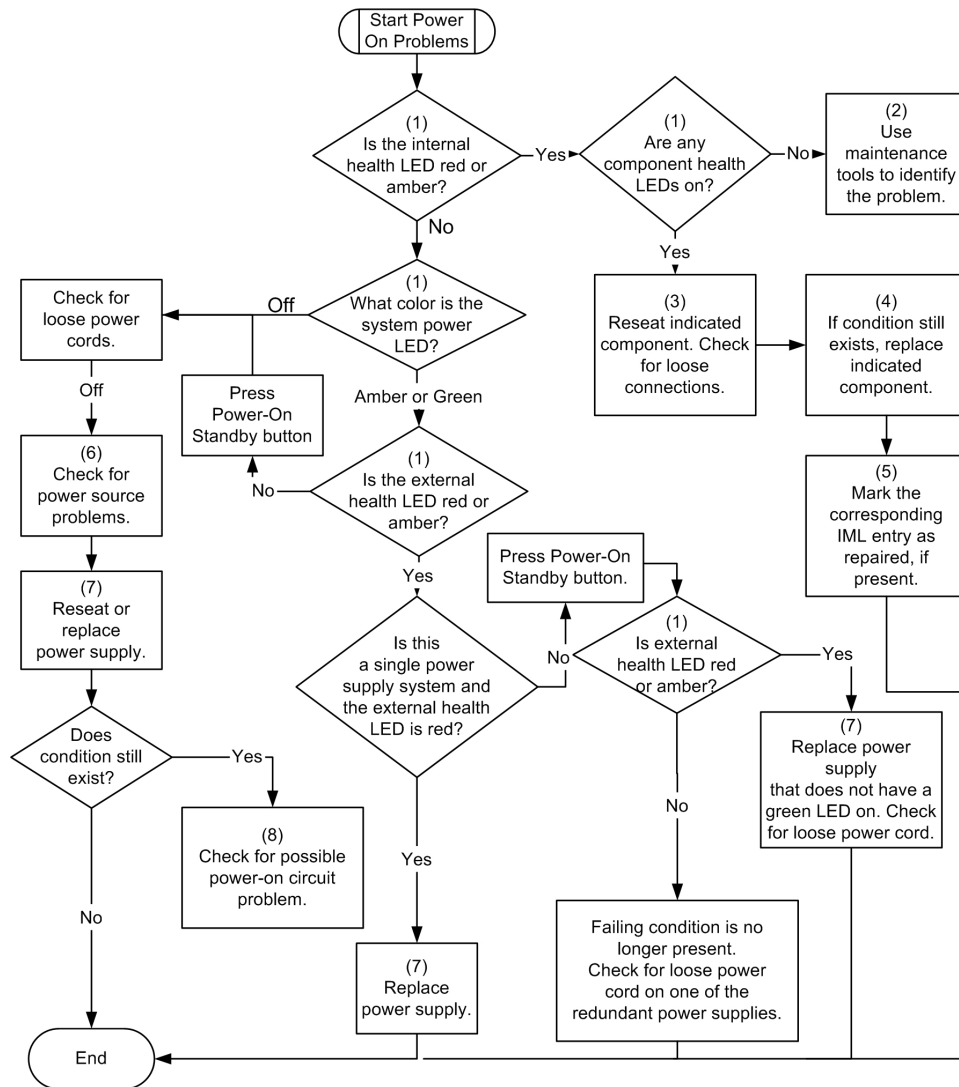 Start Power
On Problems
(1)
Is the internal
health LED red or
amber?
Yes
(1)
Are any
component health
LEDs on?
No
(2)
Use
maintenance
tools to identify
the problem.
No
Yes
Check for
loose power
cords.
Off
(1)
What color is the
system power
LED?
(3)
Reseat indicated
component. Check
for loose
connections.
(4)
If condition still
exists, replace
indicated
component.
Off
Press
Power-On
Standby button
Amber or Green
(6)
Check for
power source
problems.
No
(1)
Is the external
health LED red or
amber?
(5)
Mark the
corresponding
IML entry as
repaired, if
present.
Yes
Press Power-On
Standby button.
(7)
Reseat or
replace
power supply.
Is this
a single power
supply system and
the external health
LED is red?
No
(1)
Is external
health LED red
or amber?
Yes
Does
condition still
exist?
Yes
(7)
Replace power
supply
that does not have a
green LED on. Check
for loose power cord.
No
(8)
Check for possible
power-on circuit
problem.
Yes
No
Failing condition is no
longer present.
Check for loose power
cord on one of the
redundant power supplies.
(7)
Replace
power supply.
End